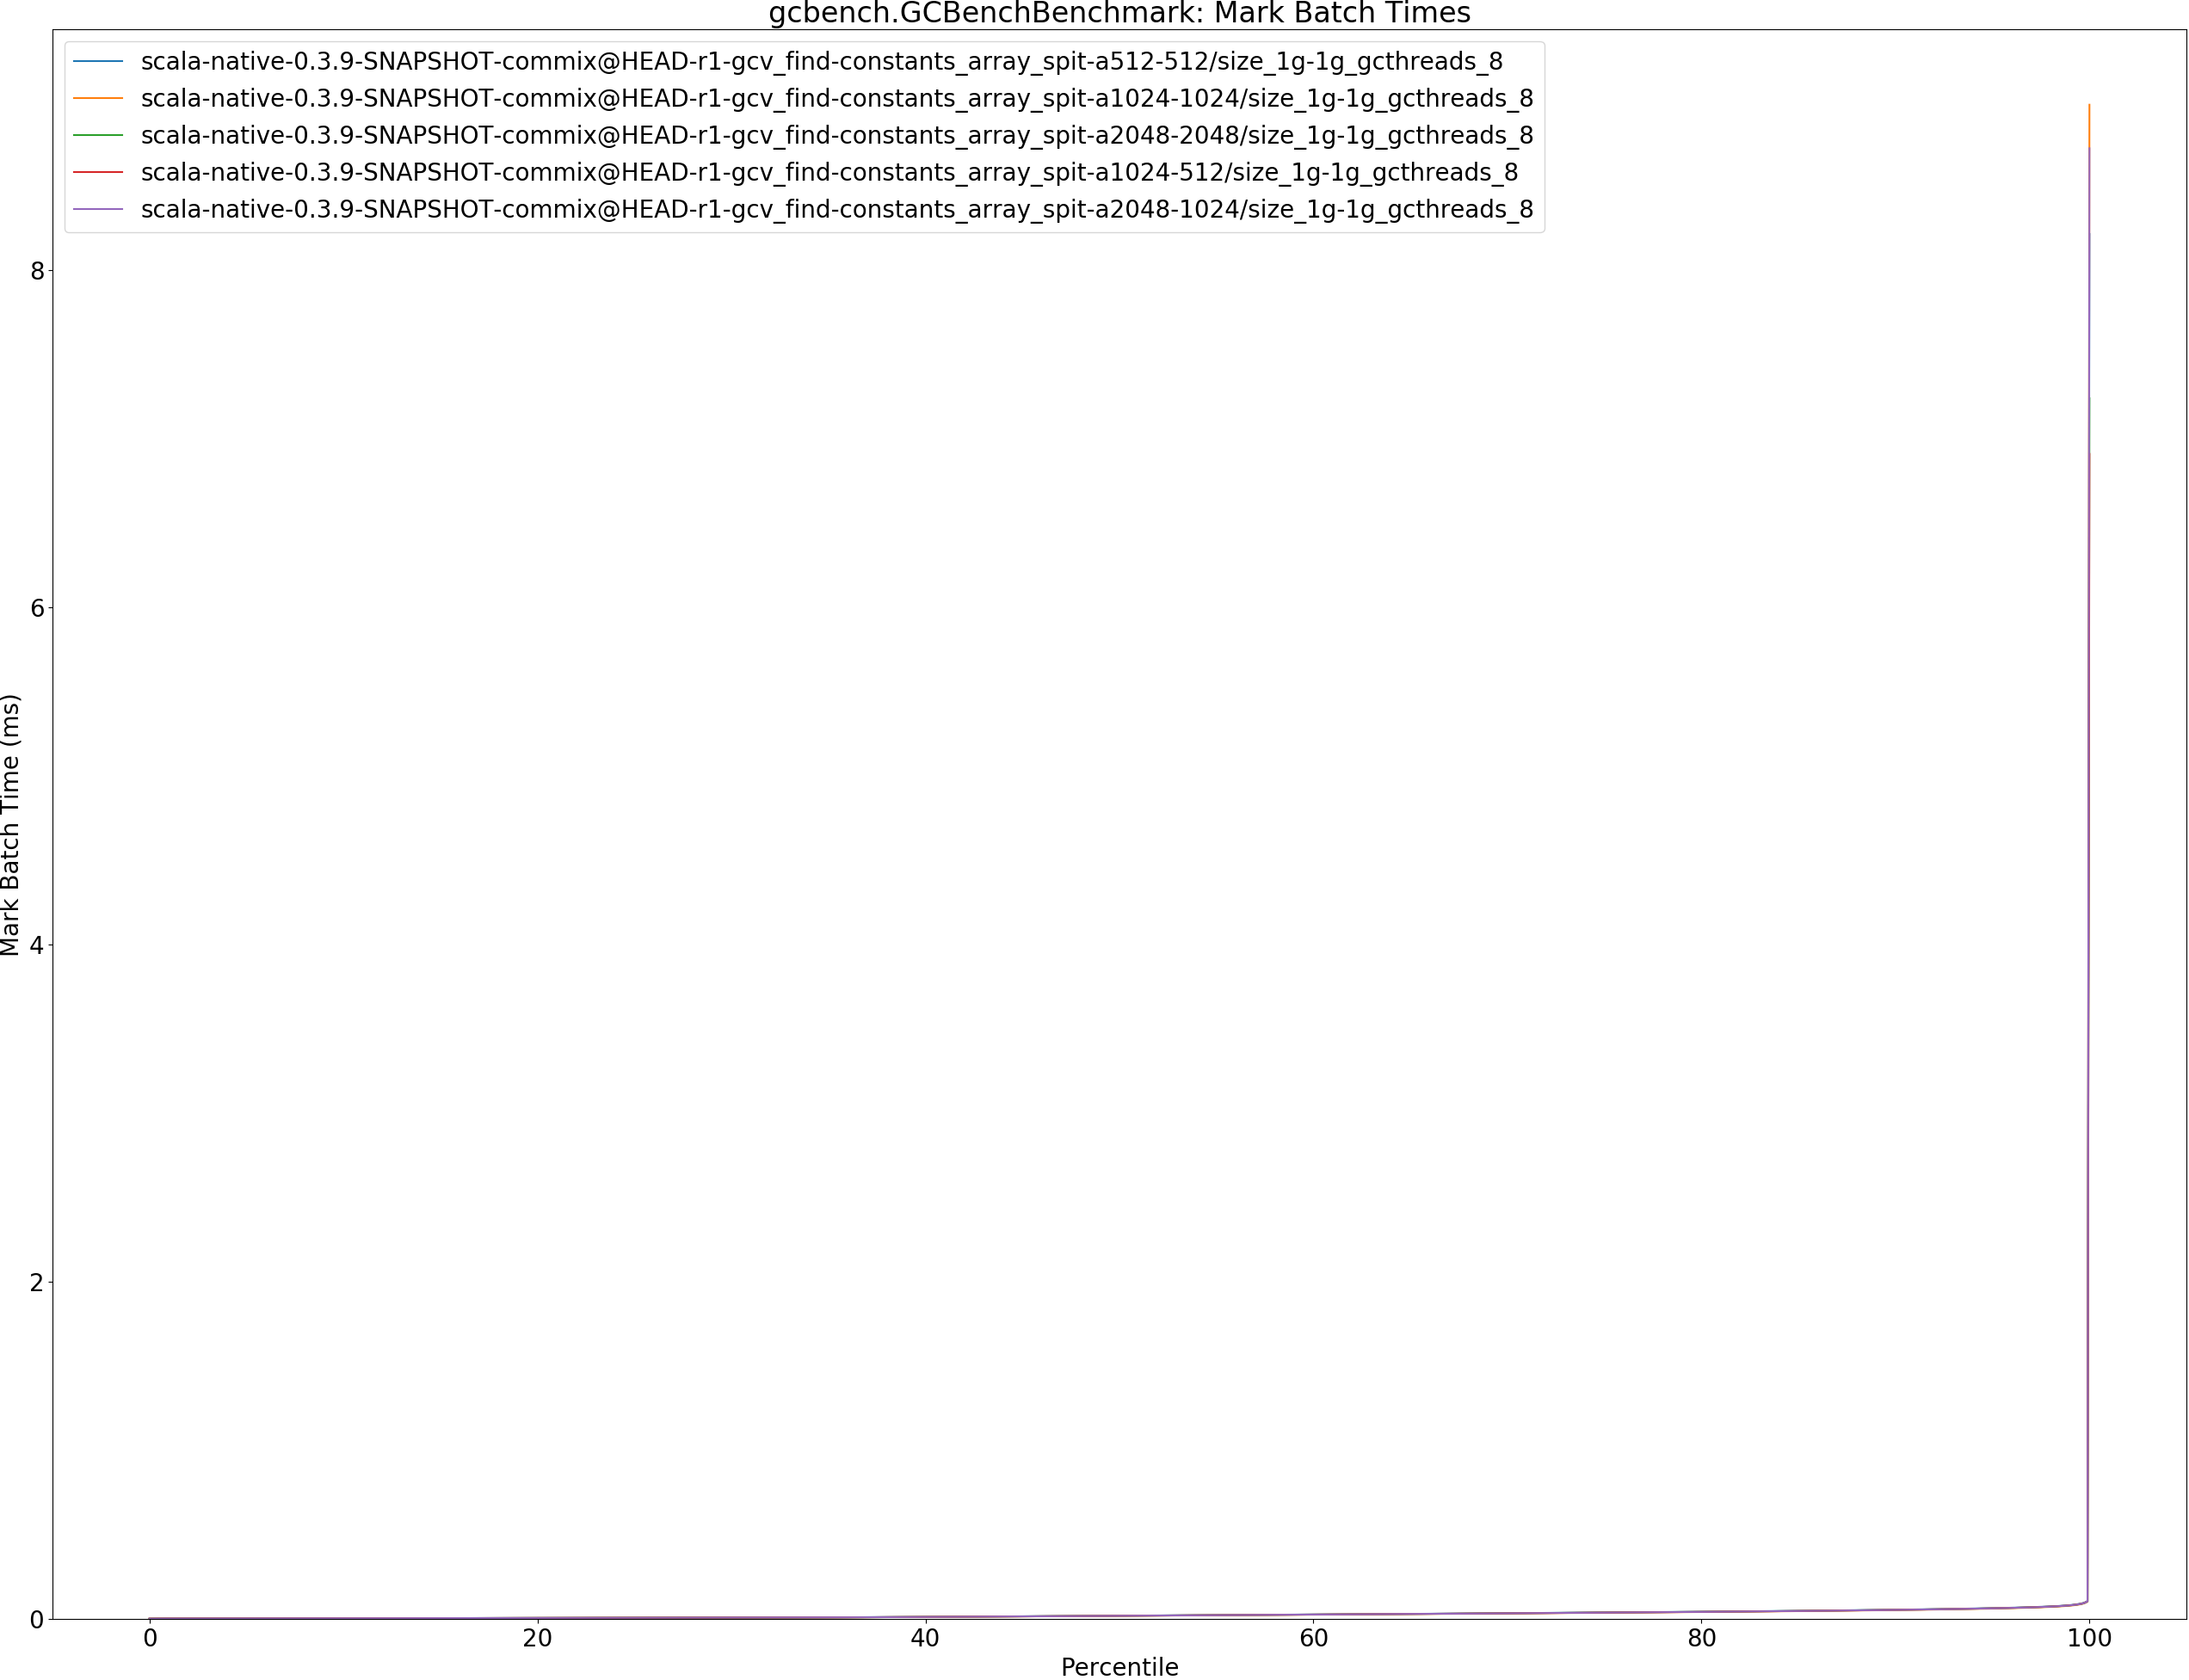 gcbench.GCBenchBenchmark: Mark Batch Times
scala-native-0.3.9-SNAPSHOT-commix@HEAD-r1-gcv_find-constants_array_spit-a512-512/size_1g-1g_gcthreads_8
scala-native-0.3.9-SNAPSHOT-commix@HEAD-r1-gcv_find-constants_array_spit-a1024-1024/size_1g-1g_gcthreads_8
scala-native-0.3.9-SNAPSHOT-commix@HEAD-r1-gcv_find-constants_array_spit-a2048-2048/size_1g-1g_gcthreads_8
scala-native-0.3.9-SNAPSHOT-commix@HEAD-r1-gcv_find-constants_array_spit-a1024-512/size_1g-1g_gcthreads_8
scala-native-0.3.9-SNAPSHOT-commix@HEAD-r1-gcv_find-constants_array_spit-a2048-1024/size_1g-1g_gcthreads_8
8
6
4
2
0
Mark Batch Time (ms)
0 20 40 60 80 100
Percentile